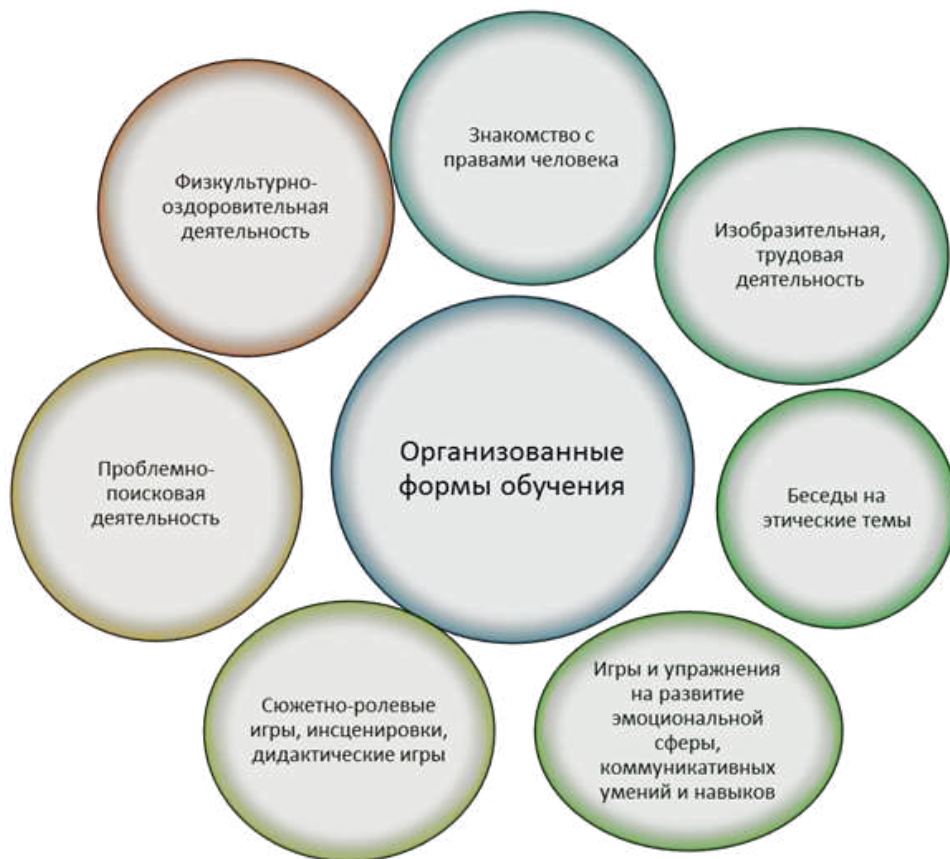 Знакомство с
правами человека
Физкультурно-
оздоровительная
деятельность
Изобразительная,
трудовая
деятельность
Организованные
формы обучения
Проблемно-
поисковая
деятельность
Беседы на
этические темы
Сюжетно-ролевые
игры, инсценировки,
дидактические игры
Игры и упражнения
на развитие
эмоциональной
сферы,
коммуникативных
умений и навыков